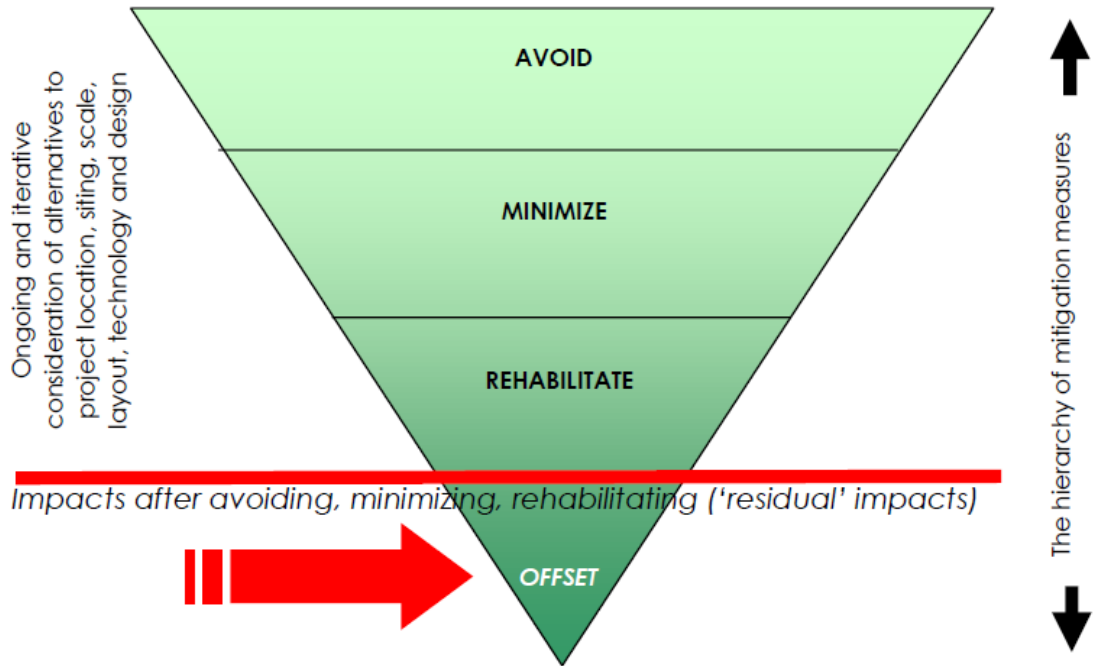 AVOID
MINIMIZE
REHABILITATE
Ongoing and iterative
consideration of alternatives to
project location, siting, scale,
layout, technology and design
Impacts after avoiding, minimizing, rehabilitating (‘residual’ impacts)
OFFSET
The hierarchy of mitigation measures